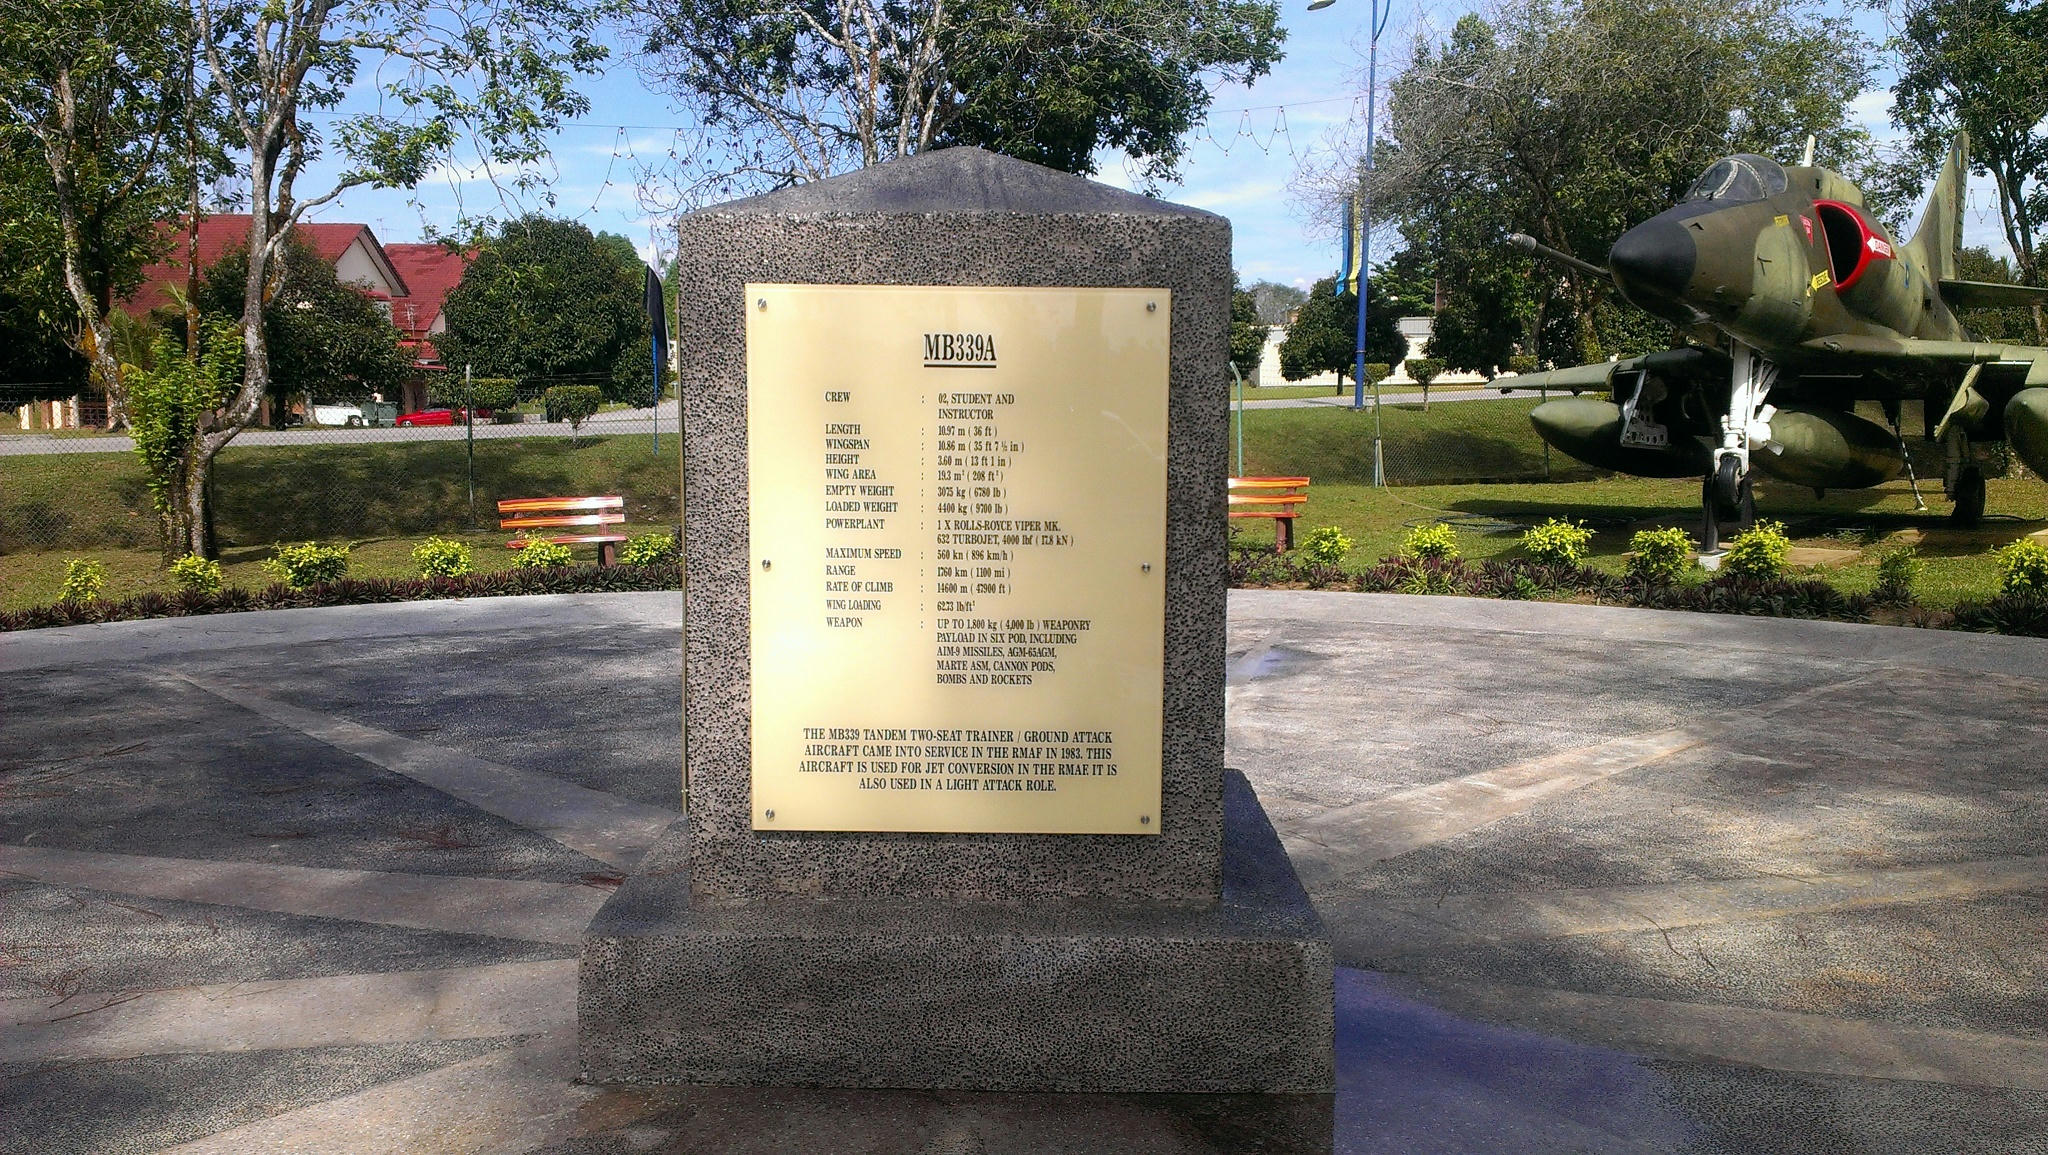 MB339A
CREW : 02, STUDENT AND
INSTRUCTOR
LENGTH : 10.97 m ( 36 ft )
WINGSPAN : 10.86 m ( 35 ft 7 ½ in )
HEIGHT : 3.60 m ( 13 ft 1 in )
WING AREA : 19.3 m² ( 208 ft² )
EMPTY WEIGHT : 3075 kg ( 6780 lb )
LOADED WEIGHT : 4400 kg ( 9700 lb )
POWERPLANT : 1 X ROLLS-ROYCE VIPER MK.
632 TURBOJET, 4000 lbf ( 17.8 kN )
MAXIMUM SPEED : 560 kn ( 896 km/h )
RANGE : 1760 km ( 1100 mi )
RATE OF CLIMB : 14600 m ( 47900 ft )
WING LOADING : 62.73 lb/ft²
WEAPON : UP TO 1,800 kg ( 4,000 lb ) WEAPONRY
PAYLOAD IN SIX POD, INCLUDING
AIM-9 MISSILES, AGM-65AGM,
MARTE ASM, CANNON PODS,
BOMBS AND ROCKETS
THE MB339 TANDEM TWO-SEAT TRAINER / GROUND ATTACK
AIRCRAFT CAME INTO SERVICE IN THE RMAF IN 1983. THIS
AIRCRAFT IS USED FOR JET CONVERSION IN THE RMAF. IT IS
ALSO USED IN A LIGHT ATTACK ROLE.
DANGER